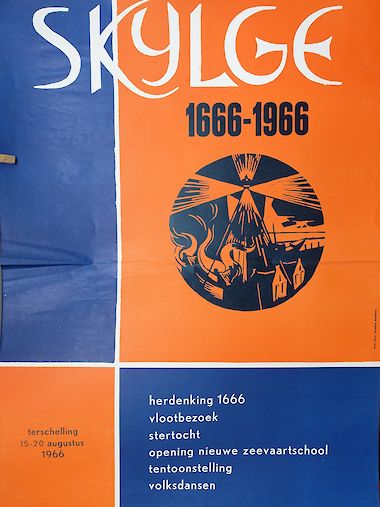 SKYLGE
1666-1966
terschelling
15-20 augustus
1966
herdenking 1666
vlootbezoek
stertocht
opening nieuwe zeevaartschool
tentoonstelling
volksdansen